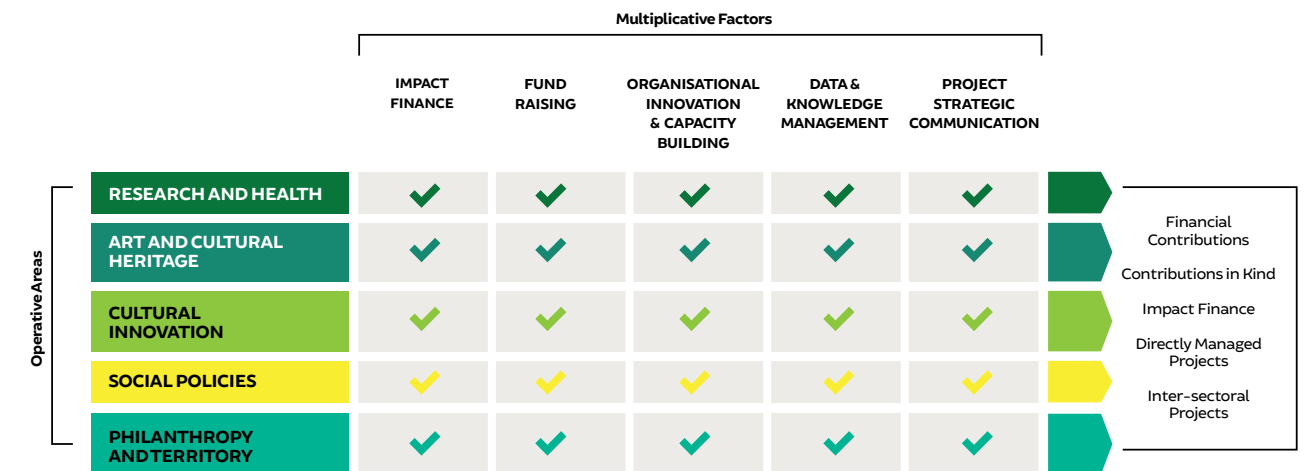 Multiplicative Factors
IMPACT
FINANCE
FUND
RAISING
ORGANISATIONAL
INNOVATION
& CAPACITY
BUILDING
DATA &
KNOWLEDGE
MANAGEMENT
PROJECT
STRATEGIC
COMMUNICATION
Operative Areas
RESEARCH AND HEALTH
ART AND CULTURAL
HERITAGE
CULTURAL
INNOVATION
SOCIAL POLICIES
PHILANTHROPY
AND TERRITORY
Financial
Contributions
Contributions in Kind
Impact Finance
Directly Managed
Projects
Inter-sectoral
Projects